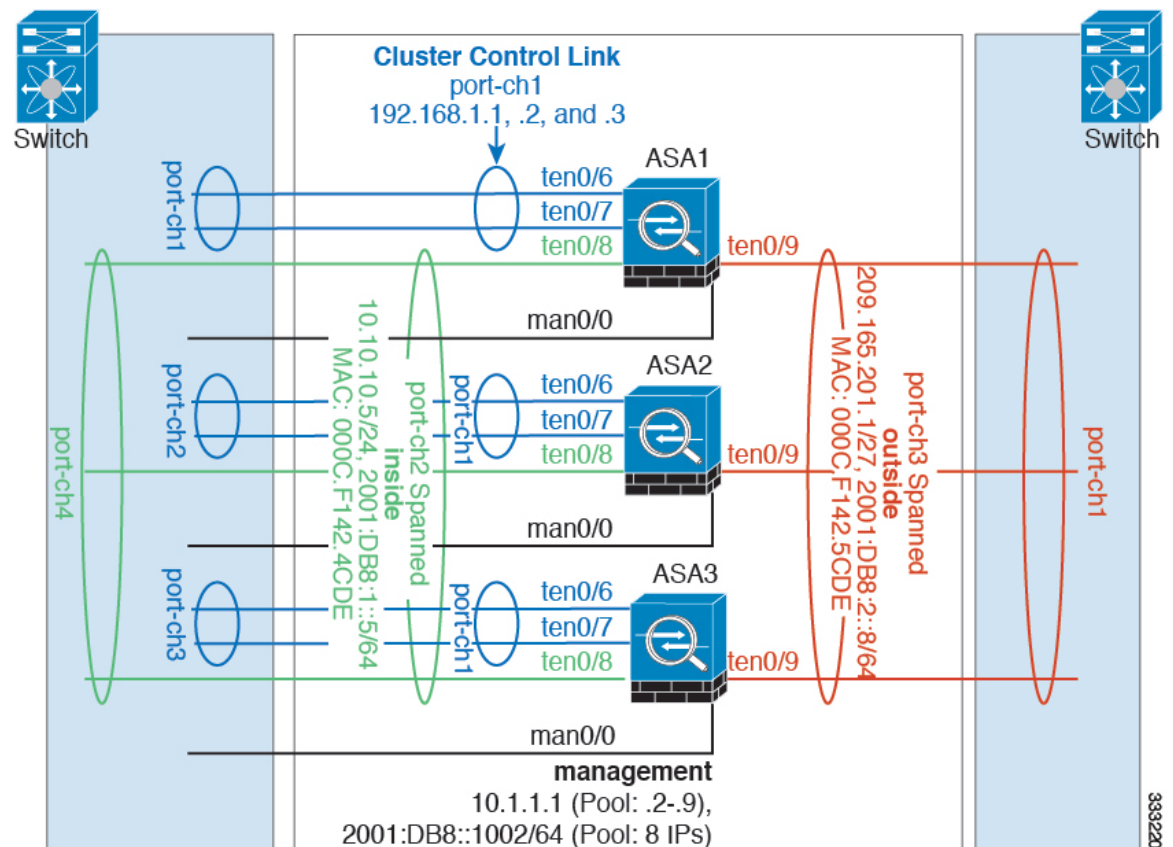 Switch
Switch
Cluster Control Link
port-ch1
192.168.1.1, .2, and .3
ASA1
port-ch1
ten0/6
ten0/7
ten0/8
ten0/9
man0/0
ASA2
port-ch2
port-ch1
ten0/6
ten0/7
ten0/8
ten0/9
man0/0
ASA3
port-ch3
port-ch1
ten0/6
ten0/7
ten0/8
ten0/9
man0/0
port-ch4
port-ch2 Spanned
inside
10.10.10.5/24, 2001:DB8:1::5/64
MAC: 000C.F142.4CDE
port-ch3 Spanned
outside
209.165.201.1/27, 2001:DB8:2::8/64
MAC: 000C.F142.5CDE
port-ch1
management
10.1.1.1 (Pool: .2-.9),
2001:DB8::1002/64 (Pool: 8 IPs)
333220